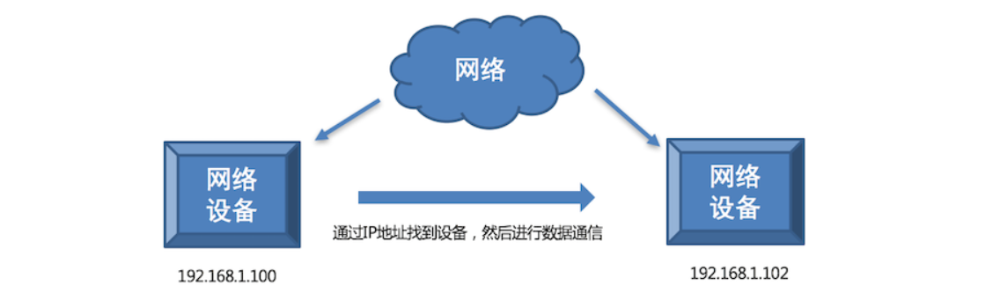 网络
网络
设备
网络
设备
通过IP地址找到设备，然后进行数据通信
192.168.1.100
192.168.1.102